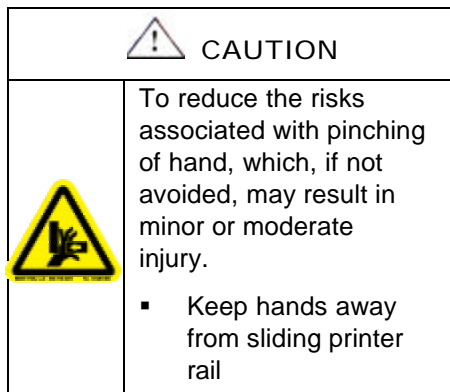 CAUTION
To reduce the risks
associated with pinching
of hand, which, if not
avoided, may result in
minor or moderate
injury.
▪ Keep hands away
from sliding printer
rail